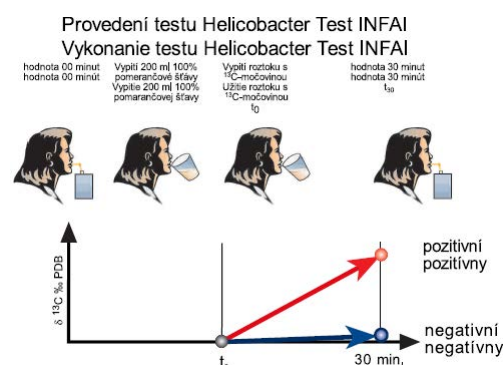 Provedení testu Helicobacter Test INFAI
Vykonanie testu Helicobacter Test INFAI
hodnota 00 minut
hodnota 00 minút
Vypití 200 ml 100%
pomerančové šťávy
Vypitie 200 ml 100%
pomarančovej šťavy
Vypití roztoku s
¹³C-močovinou
Užitie roztoku s
¹³C-močovinou
t0
hodnota 30 minut
hodnota 30 minút
t₃₀
δ ¹³C ‰ PDB
pozitivní
pozitívny
negativní
negatívny
t₀
30 min,